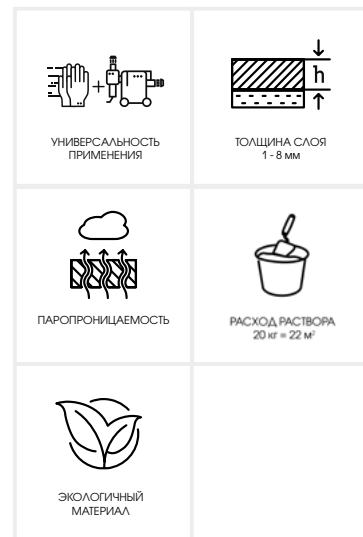 УНИВЕРСАЛЬНОСТЬ
ПРИМЕНЕНИЯ
h
ТОЛЩИНА СЛОЯ
1 - 8 мм
ПАРОПРОНИЦАЕМОСТЬ
РАСХОД РАСТВОРА
20 кг = 22 м²
ЭКОЛОГИЧНЫЙ
МАТЕРИАЛ